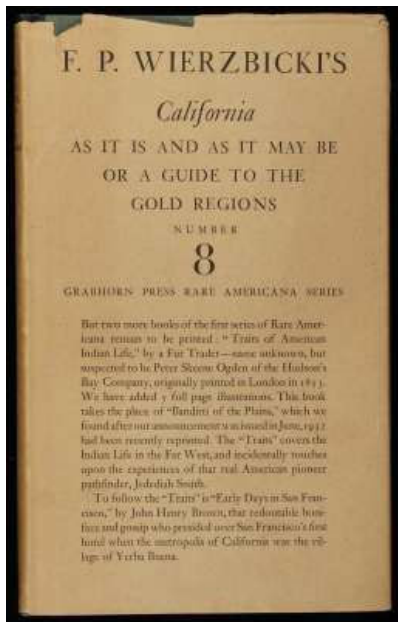 F. P. WIERZBICKI'S
California
AS IT IS AND AS IT MAY BE
OR A GUIDE TO THE
GOLD REGIONS
NUMBER
8
GRABHORN PRESS RARE AMERICANA SERIES
But two more books of the first series of Rare Amer-
icana remain to be printed: "Traits of American
Indian Life," by a Fur Trader—name unknown, but
suspected to be Peter Skeene Ogden of the Hudson's
Bay Company, originally printed in London in 1853.
We have added 5 full page illustrations. This book
takes the place of "Banditti of the Plains," which we
found after our announcement was issued in June, 1932
had been recently reprinted. The "Traits" covers the
Indian Life in the Far West, and incidentally touches
upon the experiences of that real American pioneer
pathfinder, Jedediah Smith.
To follow the "Traits" is "Early Days in San Fran-
cisco," by John Henry Brown, that redoubtable boni-
face and gossip who presided over San Francisco's first
hotel when the metropolis of California was the vil-
lage of Yerba Buena.